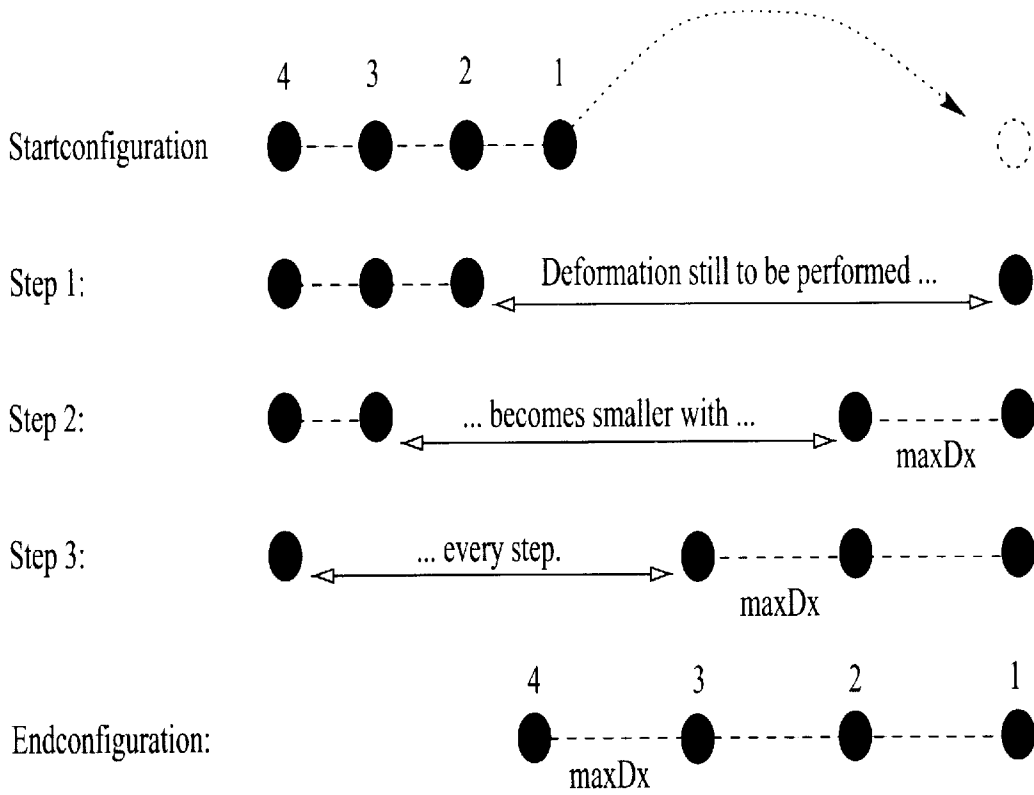 4 3 2 1
Startconfiguration
Step 1: Deformation still to be performed ...
Step 2: ... becomes smaller with ...
maxDx
Step 3: ... every step.
maxDx
4 3 2 1
Endconfiguration:
maxDx